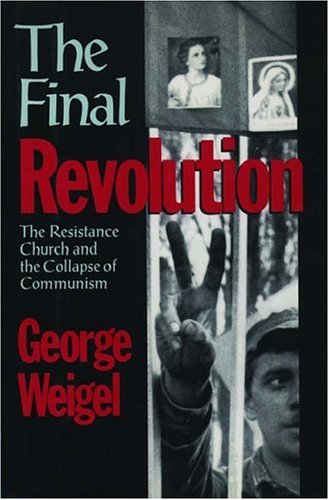 The
Final
Revolution
The Resistance
Church and
the Collapse of
Communism
George
Weigel